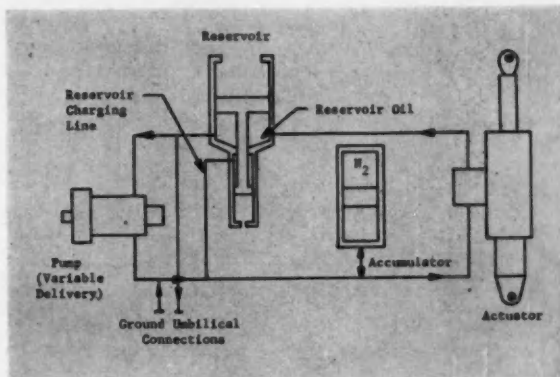 Reservoir
Reservoir
Charging
Line
Reservoir Oil
N2
Pump
(Variable
Delivery)
Accumulator
Ground Umbilical
Connections
Actuator